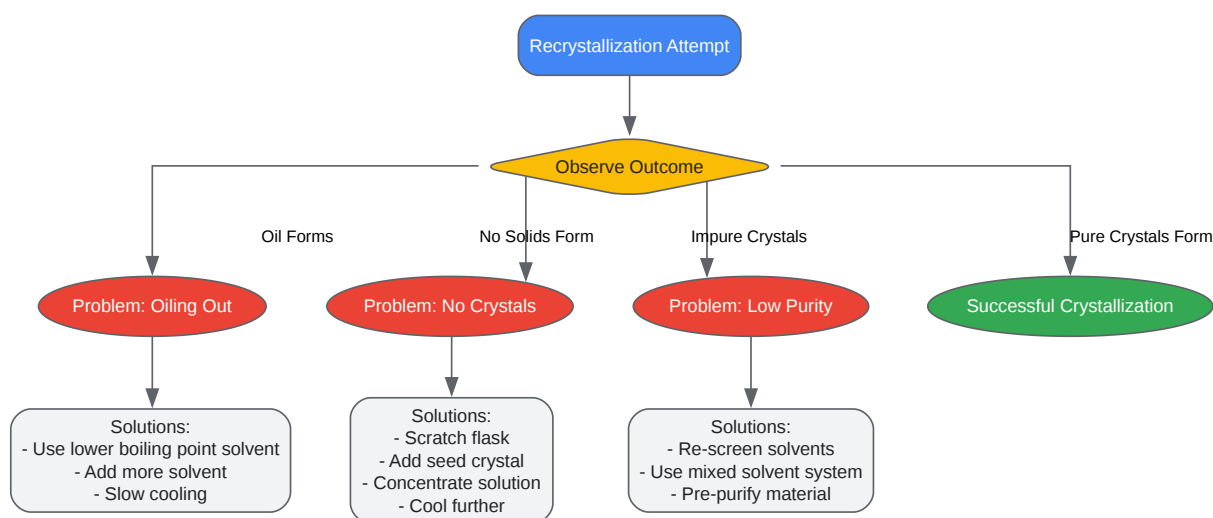 Recrystallization Attempt
Observe Outcome
Oil Forms
No Solids Form
Impure Crystals
Pure Crystals Form
Problem: Oiling Out
Problem: No Crystals
Problem: Low Purity
Successful Crystallization
Solutions:
- Use lower boiling point solvent
- Add more solvent
- Slow cooling
Solutions:
- Scratch flask
- Add seed crystal
- Concentrate solution
- Cool further
Solutions:
- Re-screen solvents
- Use mixed solvent system
- Pre-purify material